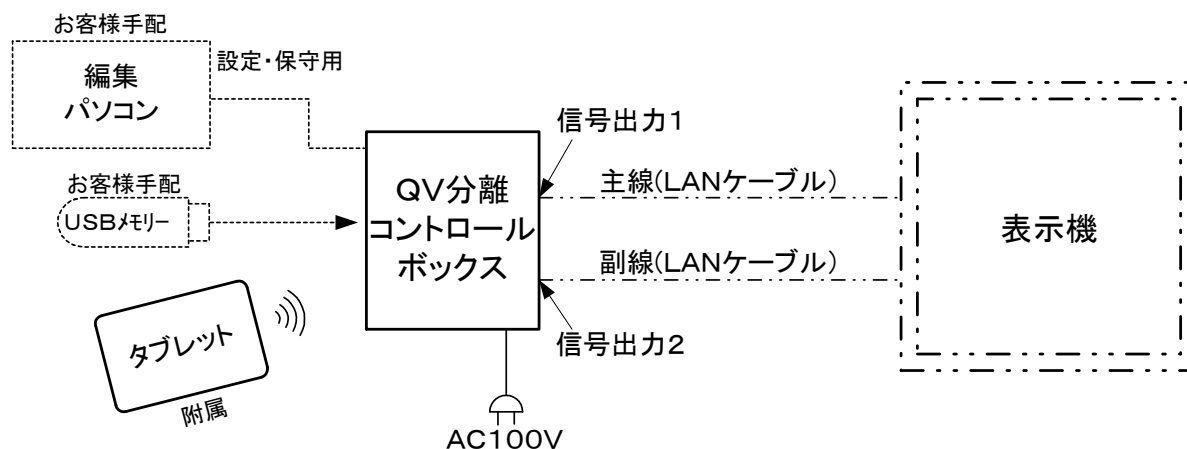 お客様手配
編集
パソコン
設定・保守用
お客様手配
USBﾒﾓﾘｰ
タブレット
附属
QV分離
コントロール
ボックス
AC100V
信号出力1
主線(LANケーブル)
副線(LANケーブル)
信号出力2
表示機